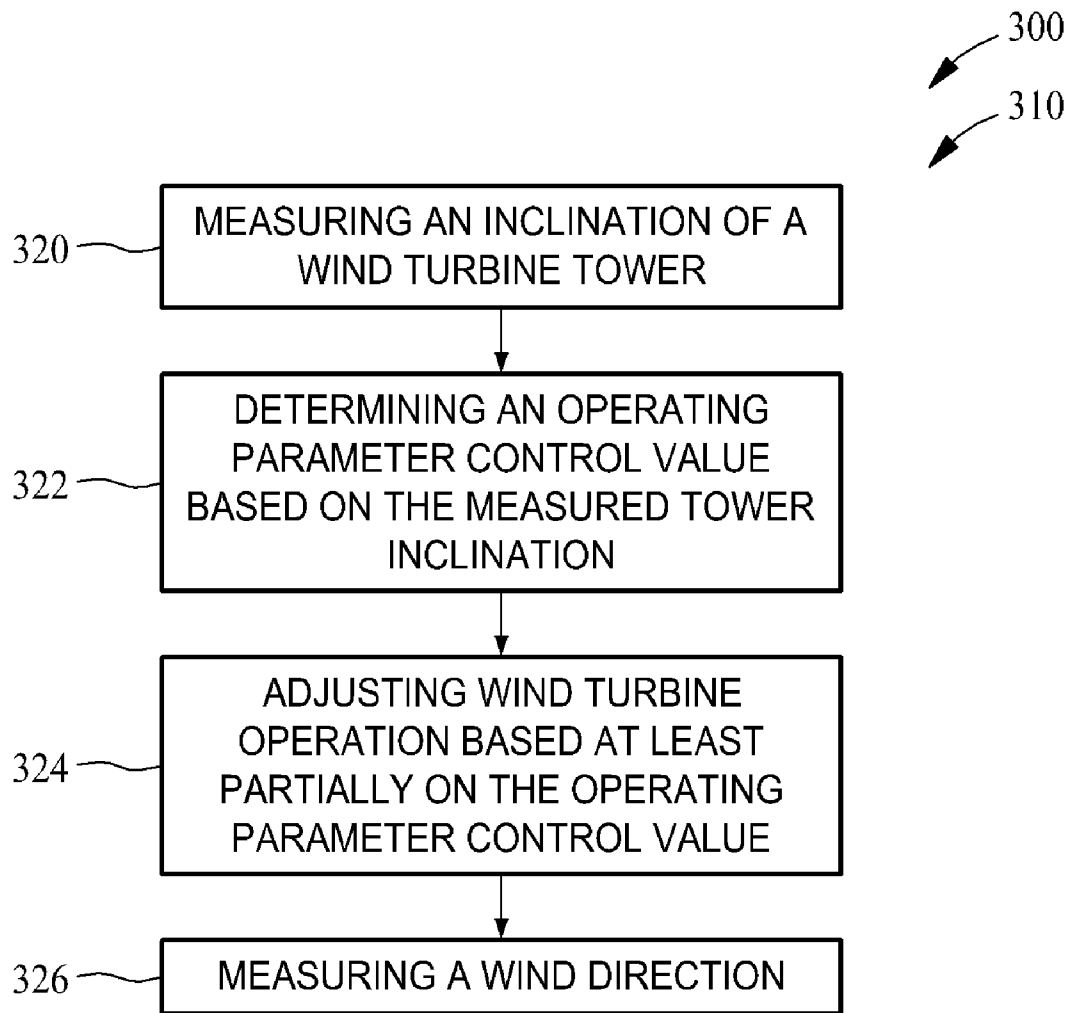 300
310
320
MEASURING AN INCLINATION OF A
WIND TURBINE TOWER
322
DETERMINING AN OPERATING
PARAMETER CONTROL VALUE
BASED ON THE MEASURED TOWER
INCLINATION
324
ADJUSTING WIND TURBINE
OPERATION BASED AT LEAST
PARTIALLY ON THE OPERATING
PARAMETER CONTROL VALUE
326
MEASURING A WIND DIRECTION